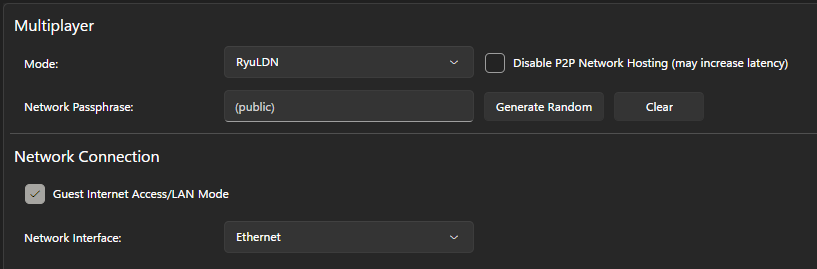 Multiplayer
Mode: RyuLDN Disable P2P Network Hosting (may increase latency)
Network Passphrase: (public) Generate Random Clear
Network Connection
Guest Internet Access/LAN Mode
Network Interface: Ethernet